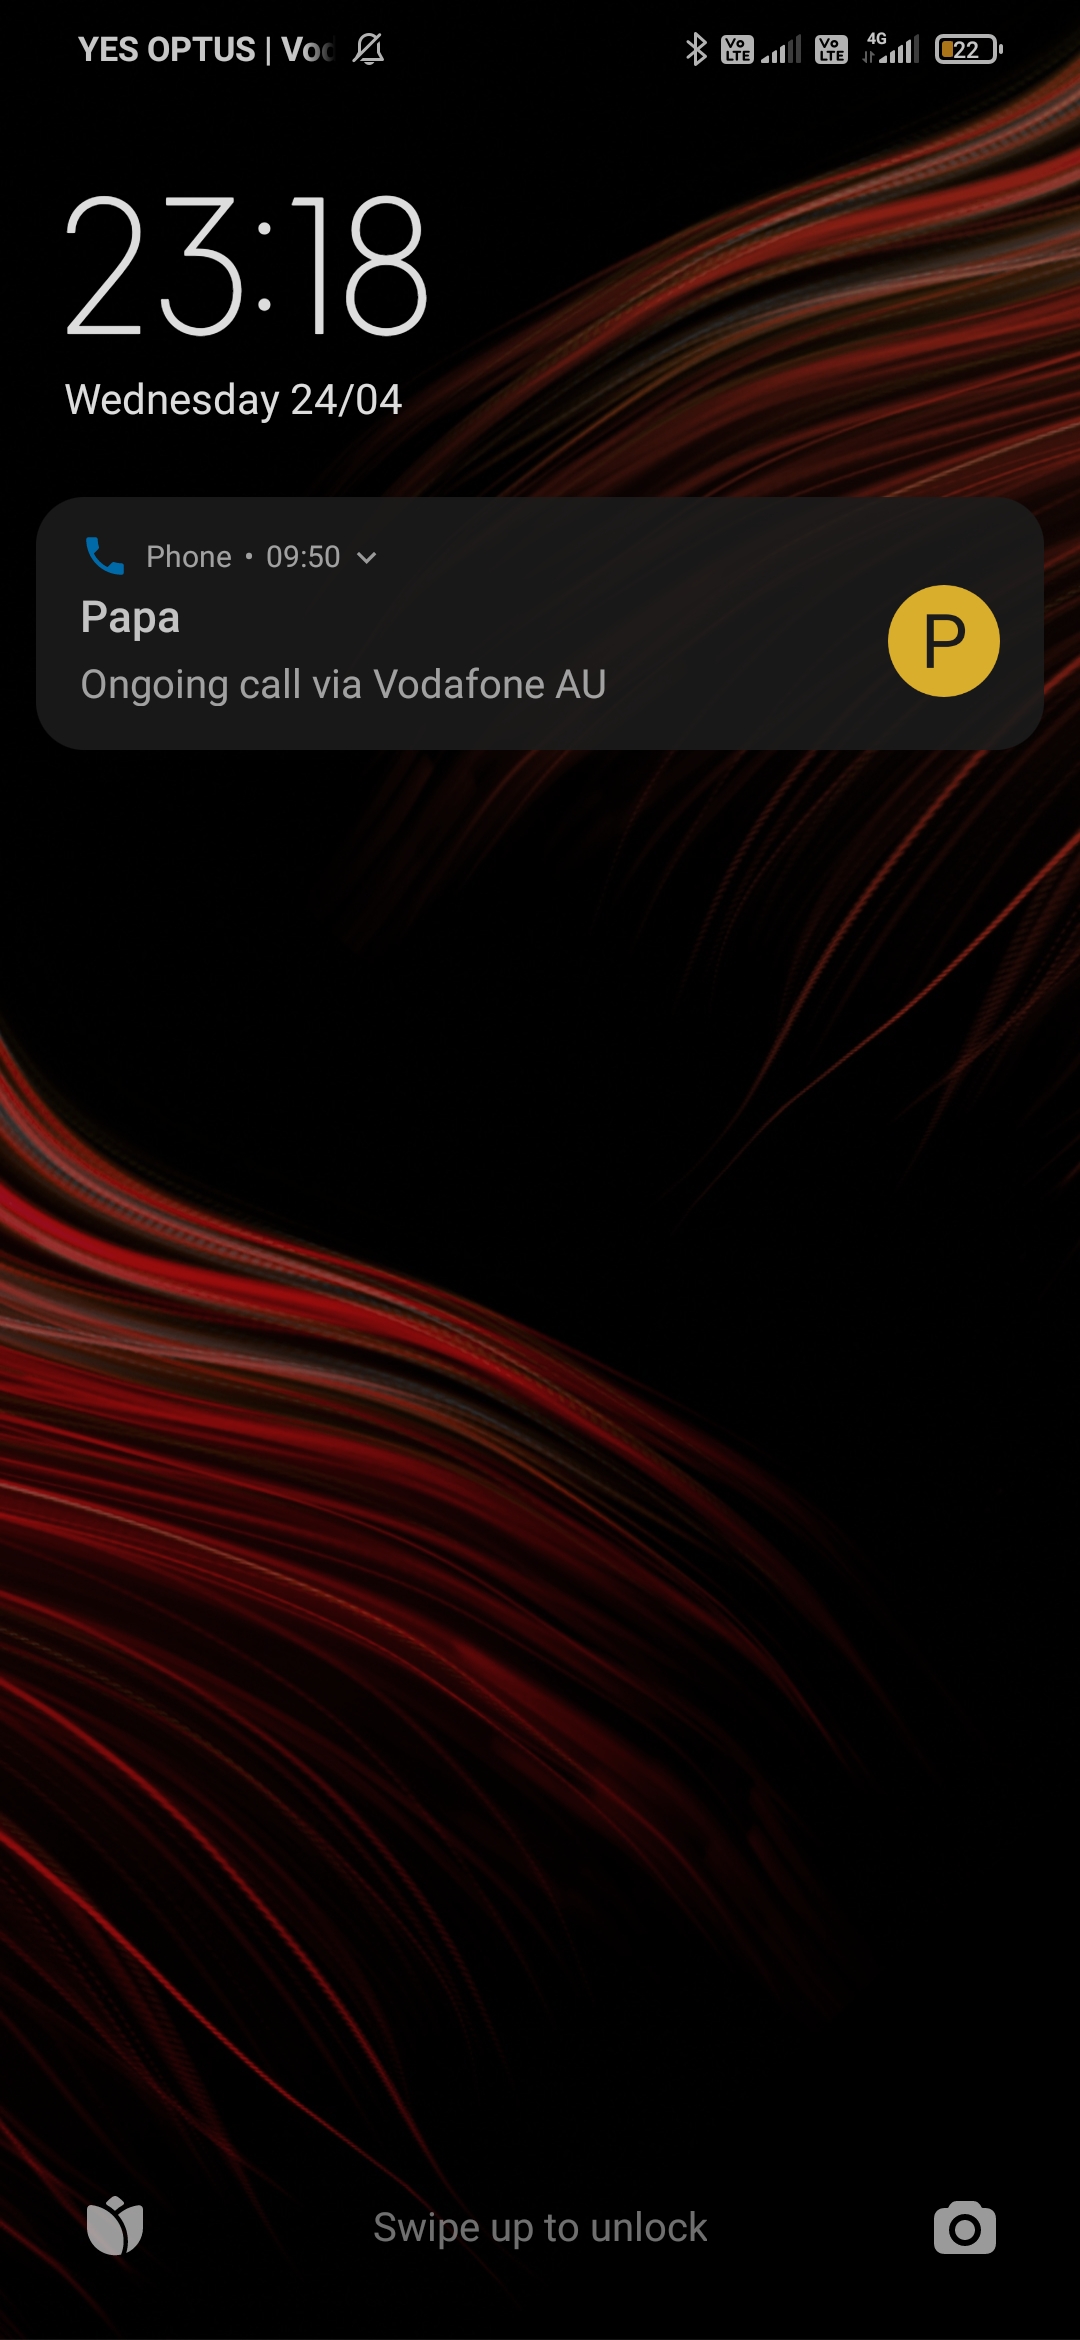 YES OPTUS | Vod
Vo LTE Vo LTE 4G 22
23:18
Wednesday 24/04
Phone • 09:50
Papa
P
Ongoing call via Vodafone AU
Swipe up to unlock